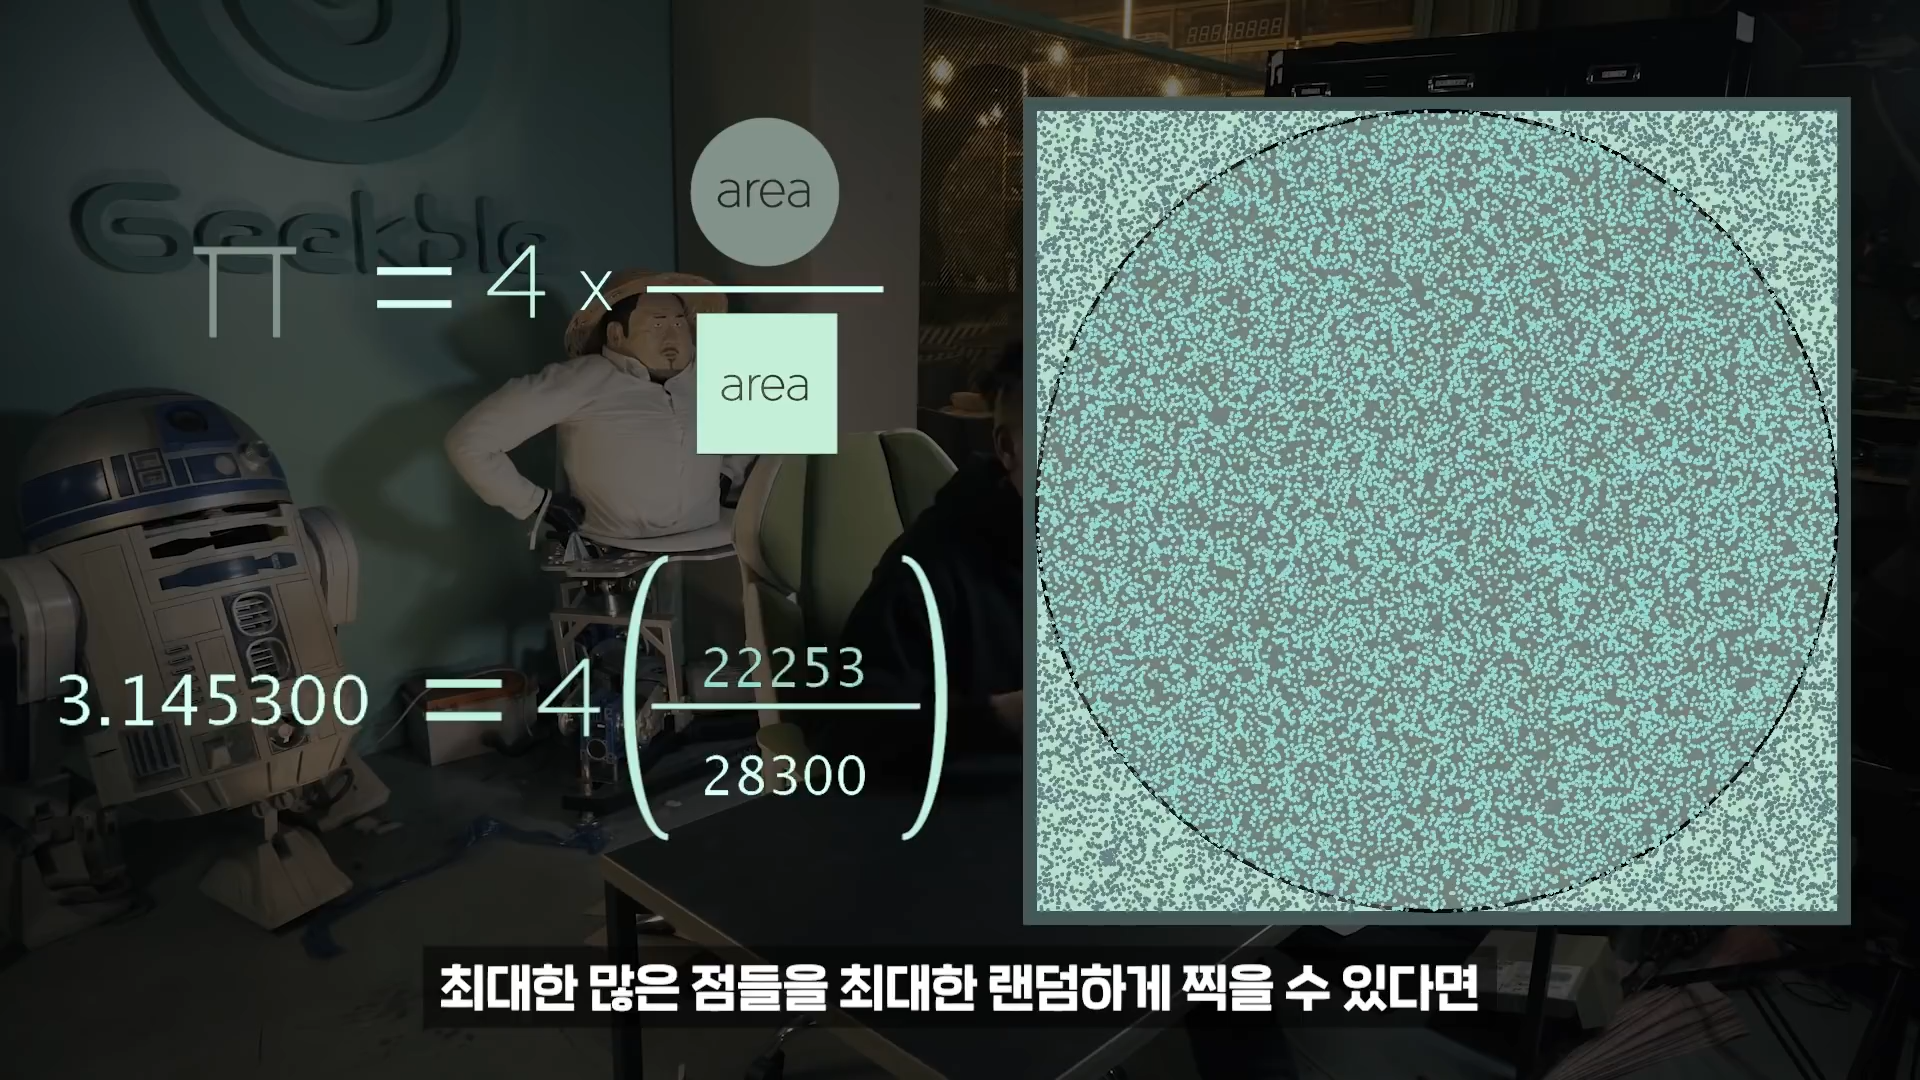 Geekble
area
π = 4 x
area
3.145300 = 4 ( 22253
28300 )
최대한 많은 점들을 최대한 랜덤하게 찍을 수 있다면